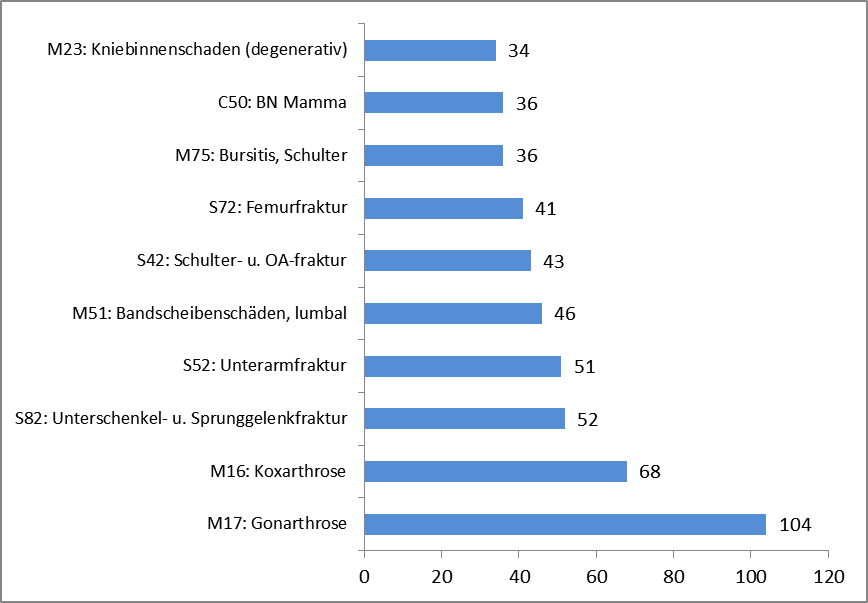 M23: Kniebinnenschaden (degenerativ) 34
C50: BN Mamma 36
M75: Bursitis, Schulter 36
S72: Femurfraktur 41
S42: Schulter- u. OA-fraktur 43
M51: Bandscheibenschäden, lumbal 46
S52: Unterarmfraktur 51
S82: Unterschenkel- u. Sprunggelenkfraktur 52
M16: Koxarthrose 68
M17: Gonarthrose 104
0 20 40 60 80 100 120